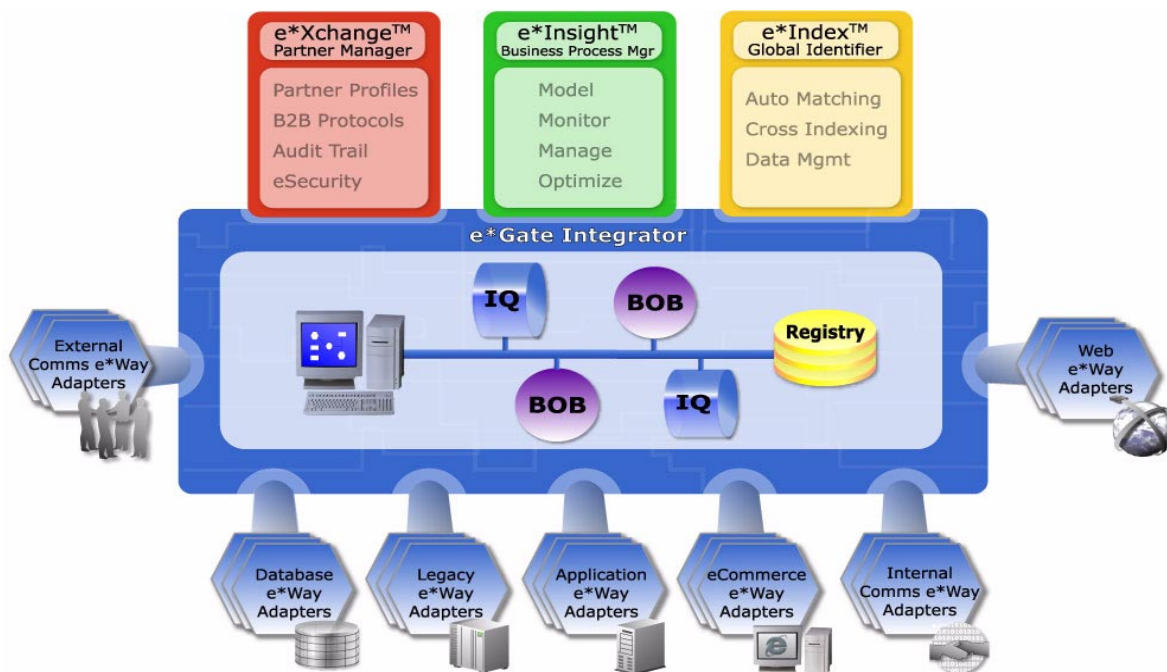 e*Xchange™
Partner Manager
Partner Profiles
B2B Protocols
Audit Trail
eSecurity
e*Insight™
Business Process Mgr
Model
Monitor
Manage
Optimize
e*Index™
Global Identifier
Auto Matching
Cross Indexing
Data Mgmt
e*Gate Integrator
IQ
BOB
Registry
BOB
IQ
External
Comms e*Way
Adapters
Web
e*Way
Adapters
Database
e*Way
Adapters
Legacy
e*Way
Adapters
Application
e*Way
Adapters
eCommerce
e*Way
Adapters
Internal
Comms e*Way
Adapters